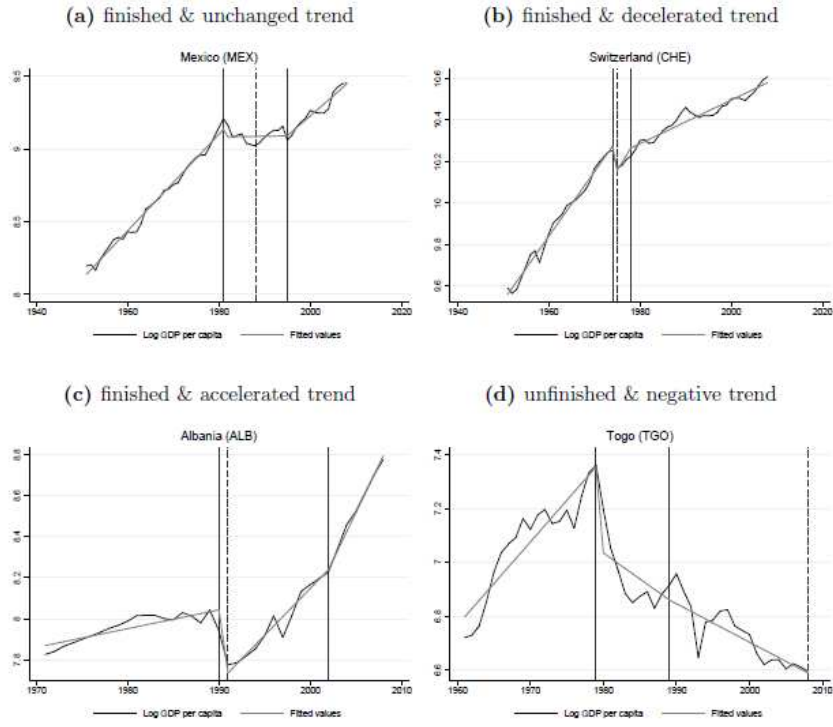 (a) finished & unchanged trend
(b) finished & decelerated trend
Mexico (MEX)
Switzerland (CHE)
9.5
9
8.5
8
1940 1960 1980 2000 2020
Log GDP per capita Fitted values
10.6
10.4
10.2
10
9.8
9.6
1940 1960 1980 2000 2020
Log GDP per capita Fitted values
(c) finished & accelerated trend
(d) unfinished & negative trend
Albania (ALB)
Togo (TGO)
8.8
8.6
8.4
8.2
8
7.8
1970 1980 1990 2000 2010
Log GDP per capita Fitted values
7.4
7.2
7
6.8
6.6
1960 1970 1980 1990 2000 2010
Log GDP per capita Fitted values